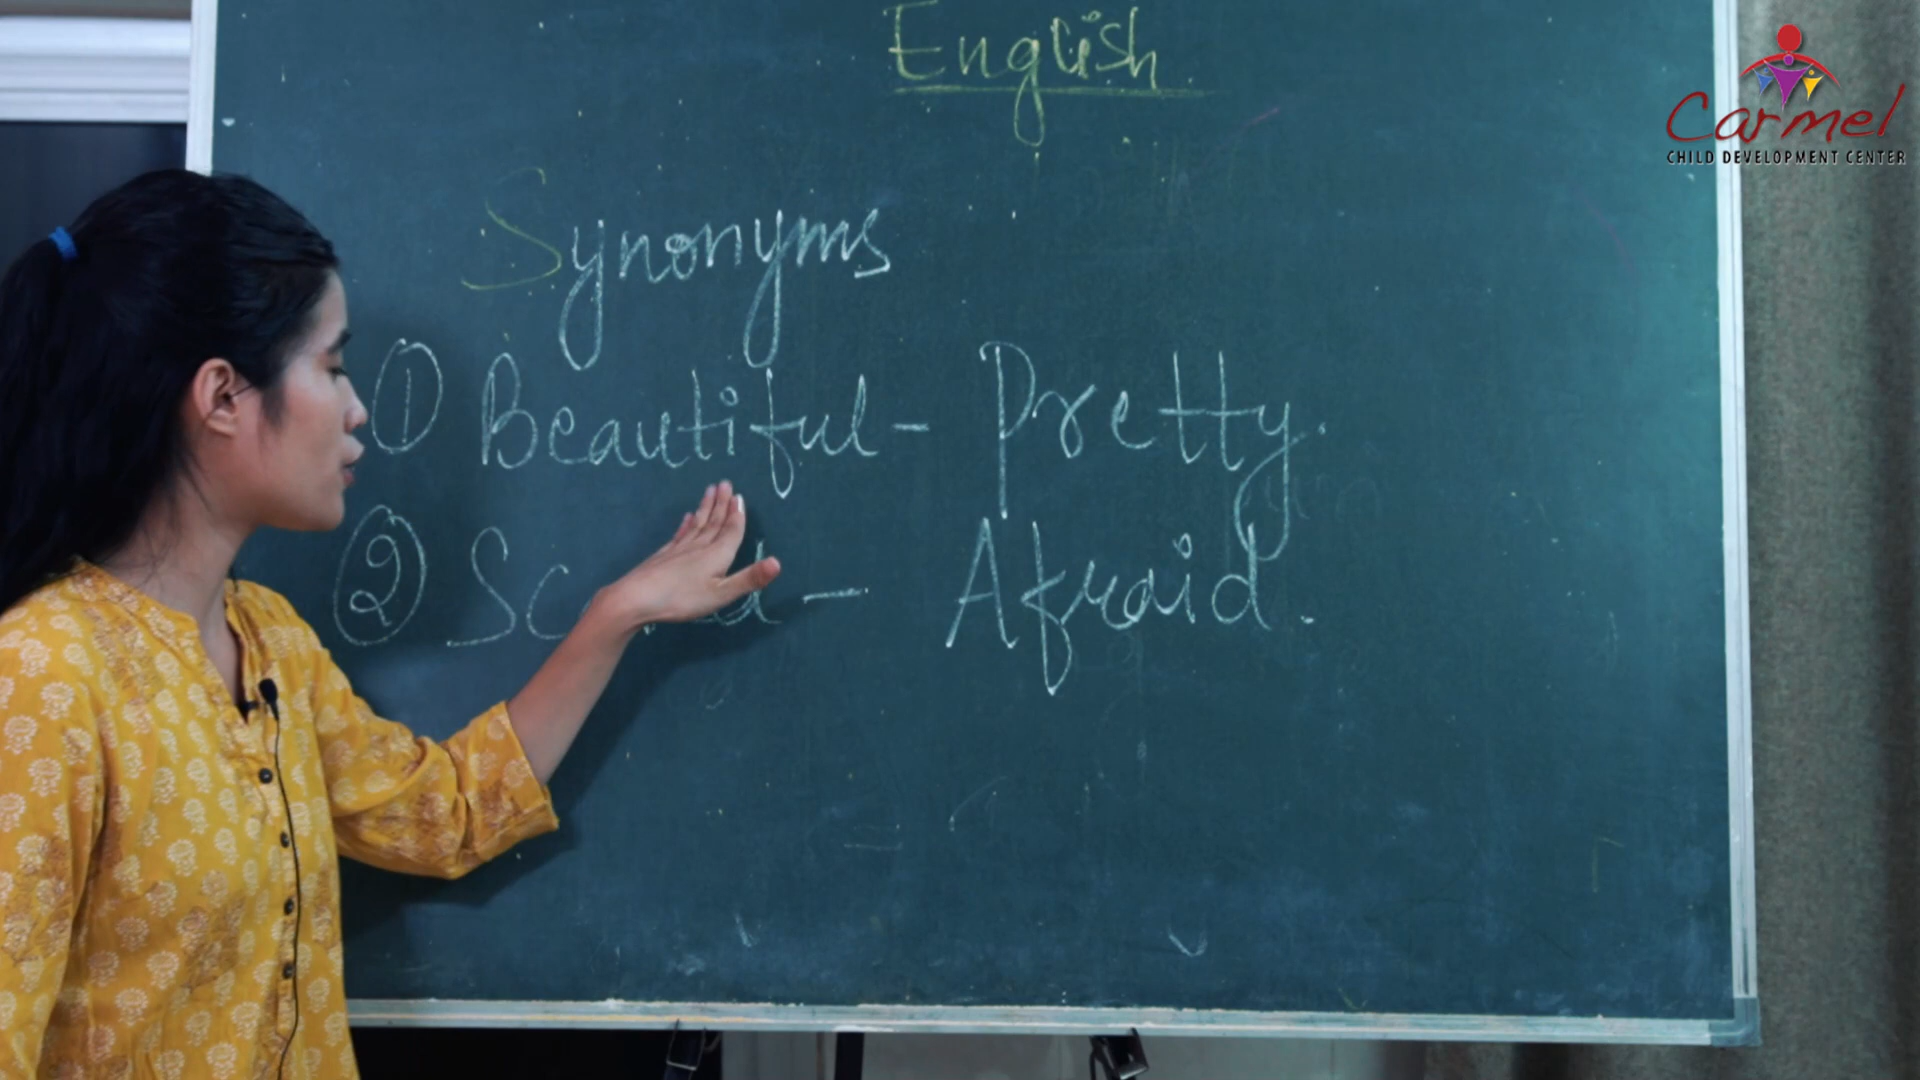 English
Carmel
CHILD DEVELOPMENT CENTER
Synonyms
① Beautiful - Pretty.
② - Afraid.